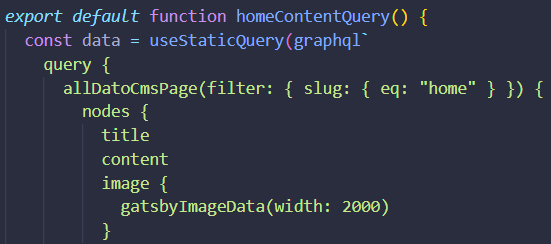 export default function homeContentQuery() {
const data = useStaticQuery(graphql`
query {
allDatoCmsPage(filter: { slug: { eq: "home" } }) {
nodes {
title
content
image {
gatsbyImageData(width: 2000)
}